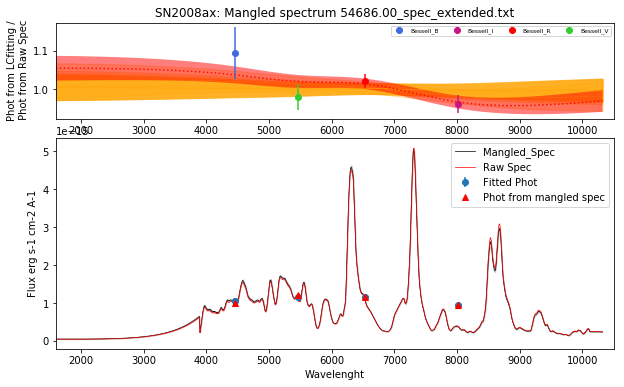 SN2008ax: Mangled spectrum 54686.00_spec_extended.txt
Phot from LCfitting /
Phot from Raw Spec
1.1
1.0
Bessell_B
Bessell_I
Bessell_R
Bessell_V
2000 3000 4000 5000 6000 7000 8000 9000 10000
Flux erg s-1 cm-2 A-1
5
4
3
2
1
0
Mangled_Spec
Raw Spec
Fitted Phot
Phot from mangled spec
2000 3000 4000 5000 6000 7000 8000 9000 10000
Wavelenght